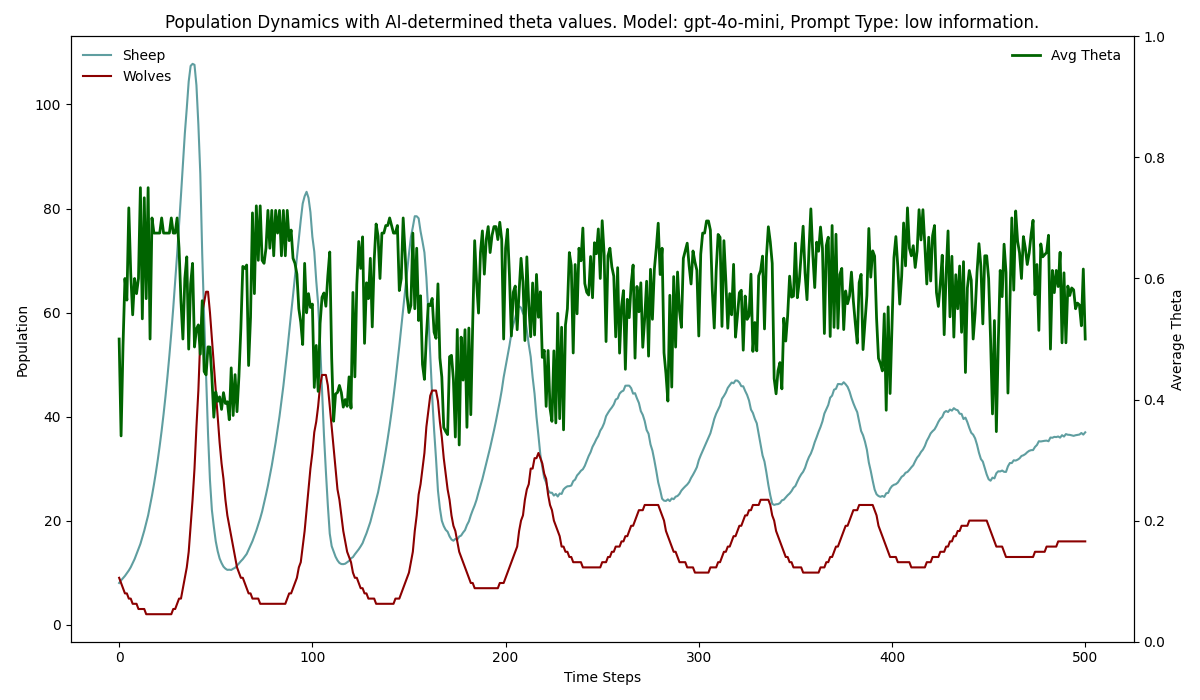 Population Dynamics with AI-determined theta values. Model: gpt-4o-mini, Prompt Type: low information.
Sheep
Wolves
Avg Theta
Population
100
80
60
40
20
0
1.0
0.8
0.6
0.4
0.2
0.0
Average Theta
0 100 200 300 400 500
Time Steps